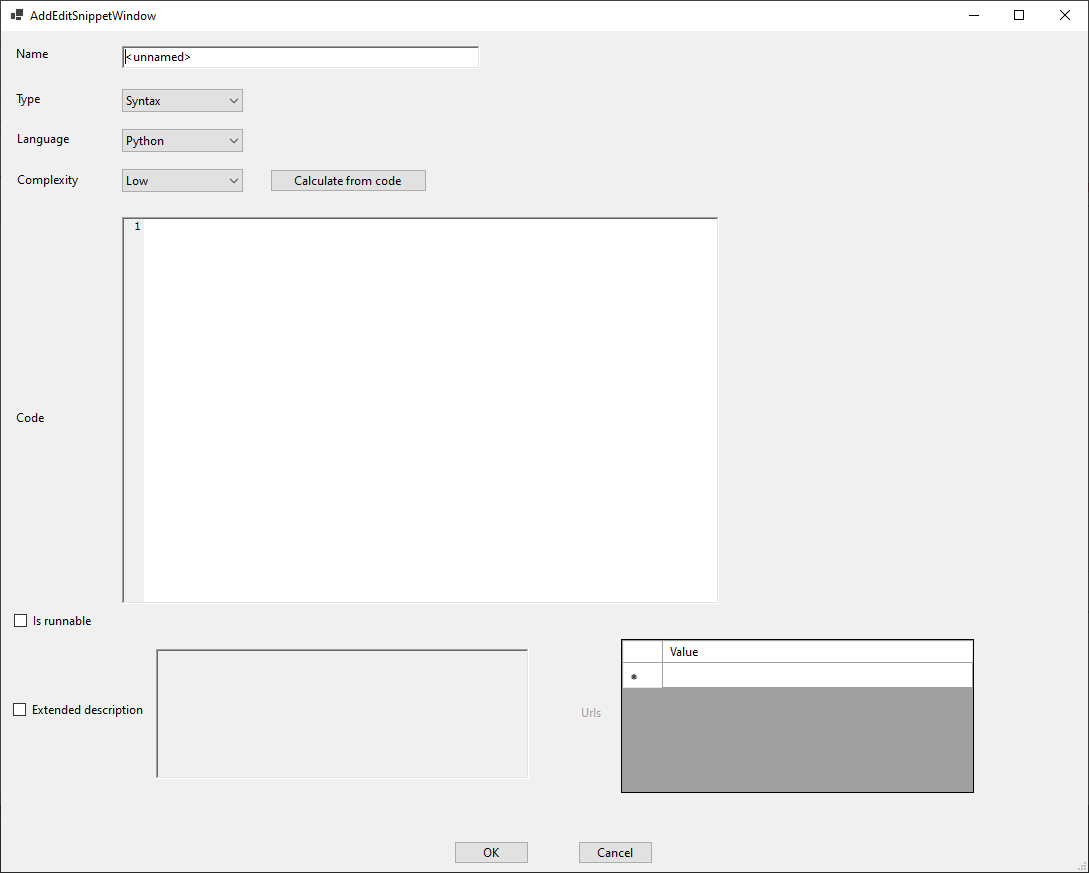 AddEditSnippetWindow
Name
<unnamed>
Type
Syntax
Language
Python
Complexity
Low
Calculate from code
1
Code
Is runnable
Extended description
Urls
Value
OK
Cancel